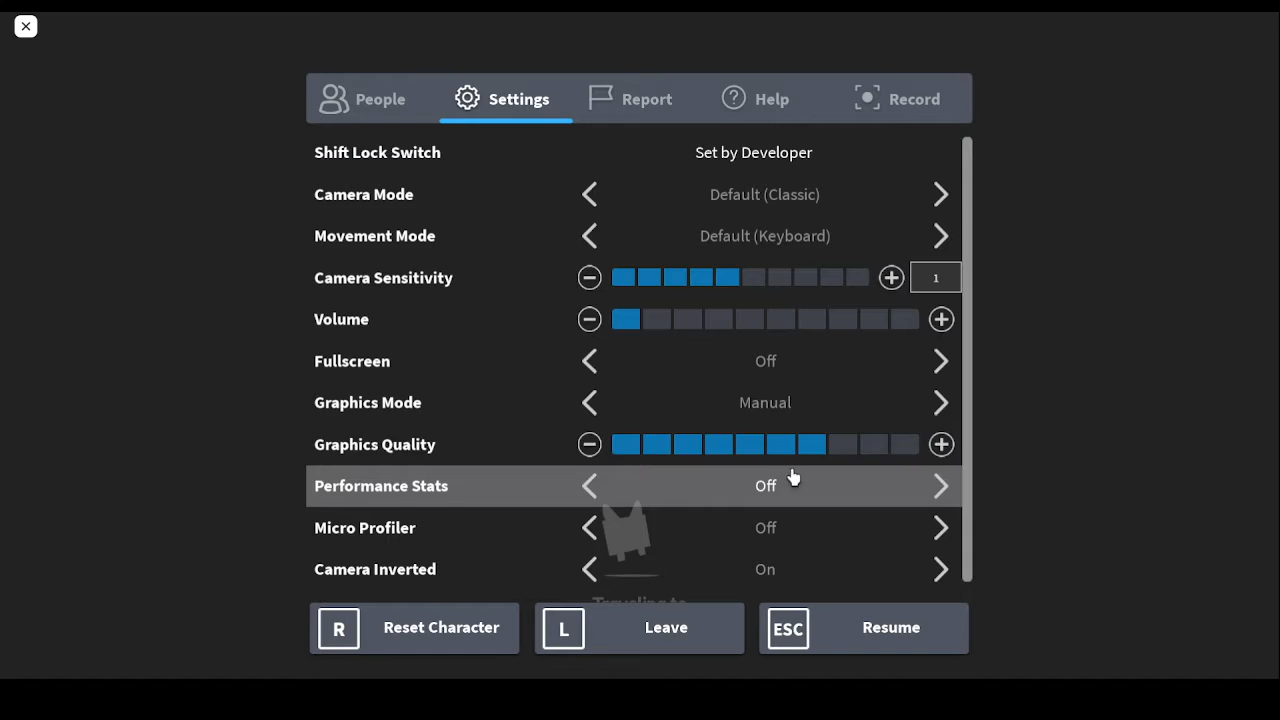 People Settings Report Help Record
Shift Lock Switch Set by Developer
Camera Mode Default (Classic)
Movement Mode Default (Keyboard)
Camera Sensitivity 1
Volume
Fullscreen Off
Graphics Mode Manual
Graphics Quality
Performance Stats Off
Micro Profiler Off
Camera Inverted On
Traveling to
R Reset Character L Leave ESC Resume